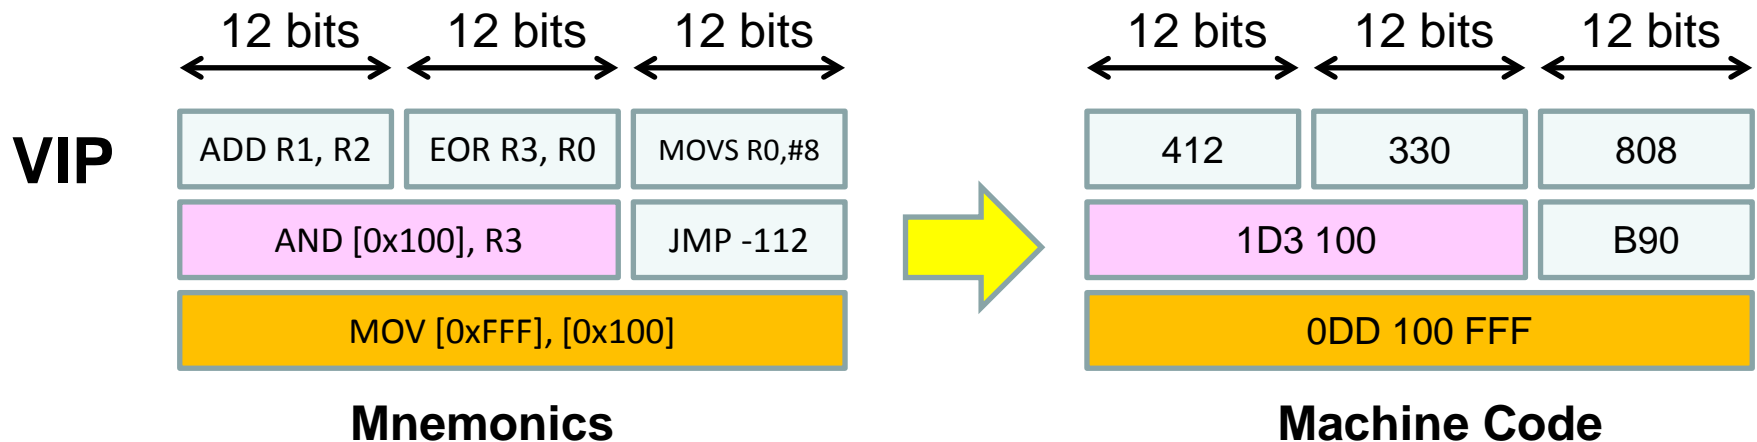 12 bits 12 bits 12 bits 12 bits 12 bits 12 bits
VIP ADD R1, R2 EOR R3, R0 MOVS R0,#8 412 330 808
AND [0x100], R3 JMP -112 1D3 100 B90
MOV [0xFFF], [0x100] 0DD 100 FFF
Mnemonics Machine Code